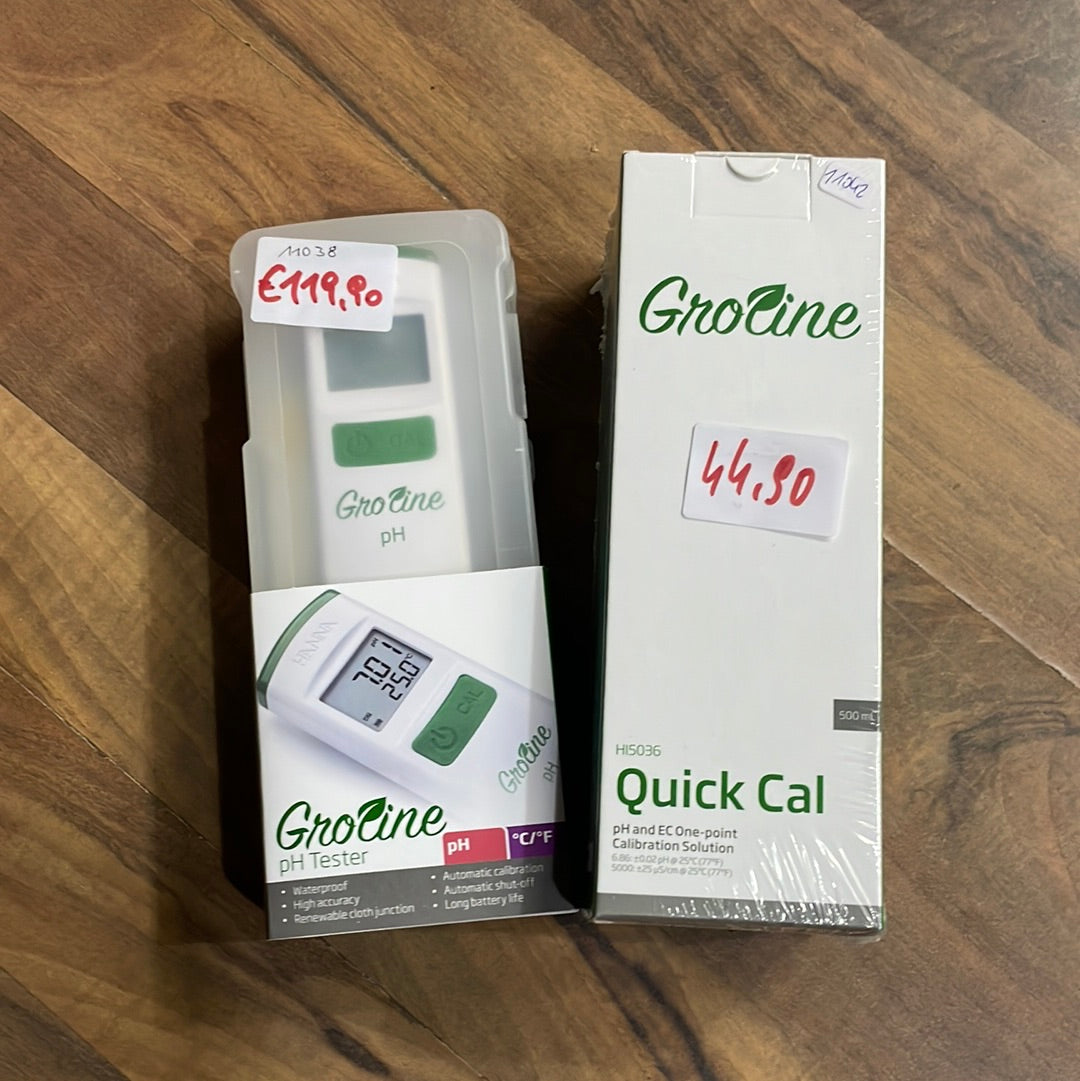 11038
€119,90
CAL
GroLine
pH
HANNA
pH
7.01
25.0°C
CAL
GroLine
pH
GroLine
pH Tester
pH
°C/°F
• Waterproof
• High accuracy
• Renewable cloth junction
• Automatic calibration
• Automatic shut-off
• Long battery life
11042
GroLine
44,90
500 mL
HI5036
Quick Cal
pH and EC One-point
Calibration Solution
6.86: ±0.02 pH @ 25°C (77°F)
5000: ±25 µS/cm @ 25°C (77°F)